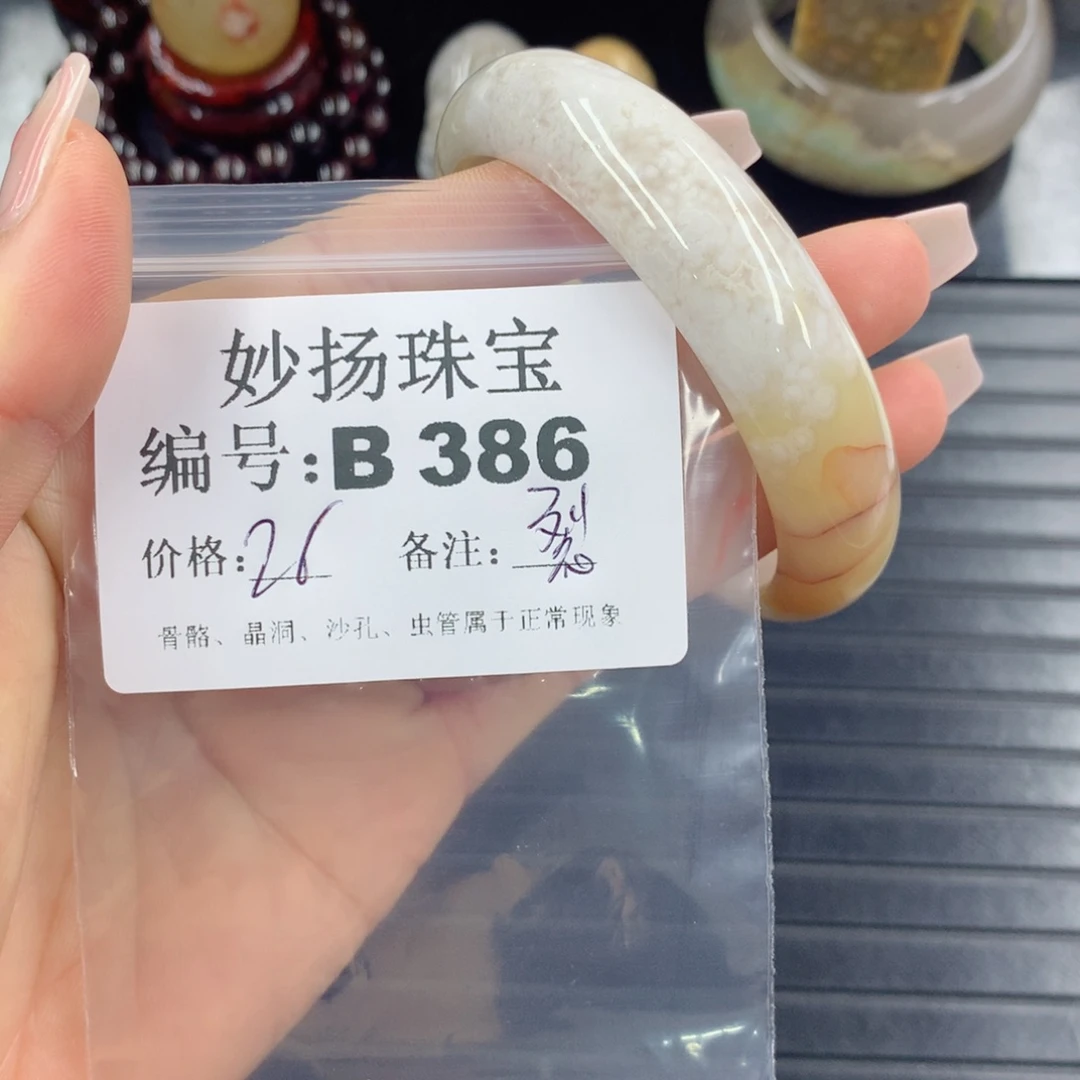 妙扬珠宝
编号:B 386
价格:26 备注:裂
骨骼、晶洞、沙孔、虫管属于正常现象